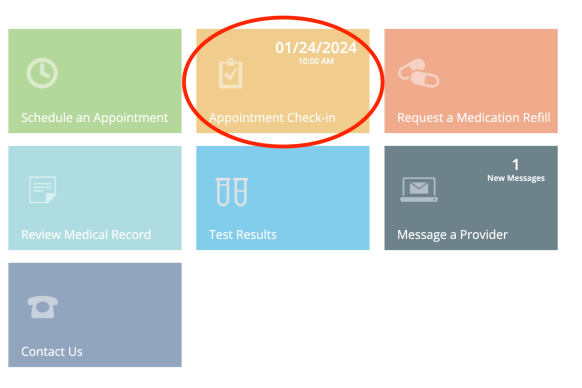 01/24/2024
10:00 AM
Schedule an Appointment
Appointment Check-in
Request a Medication Refill
1
New Messages
Review Medical Record
Test Results
Message a Provider
Contact Us